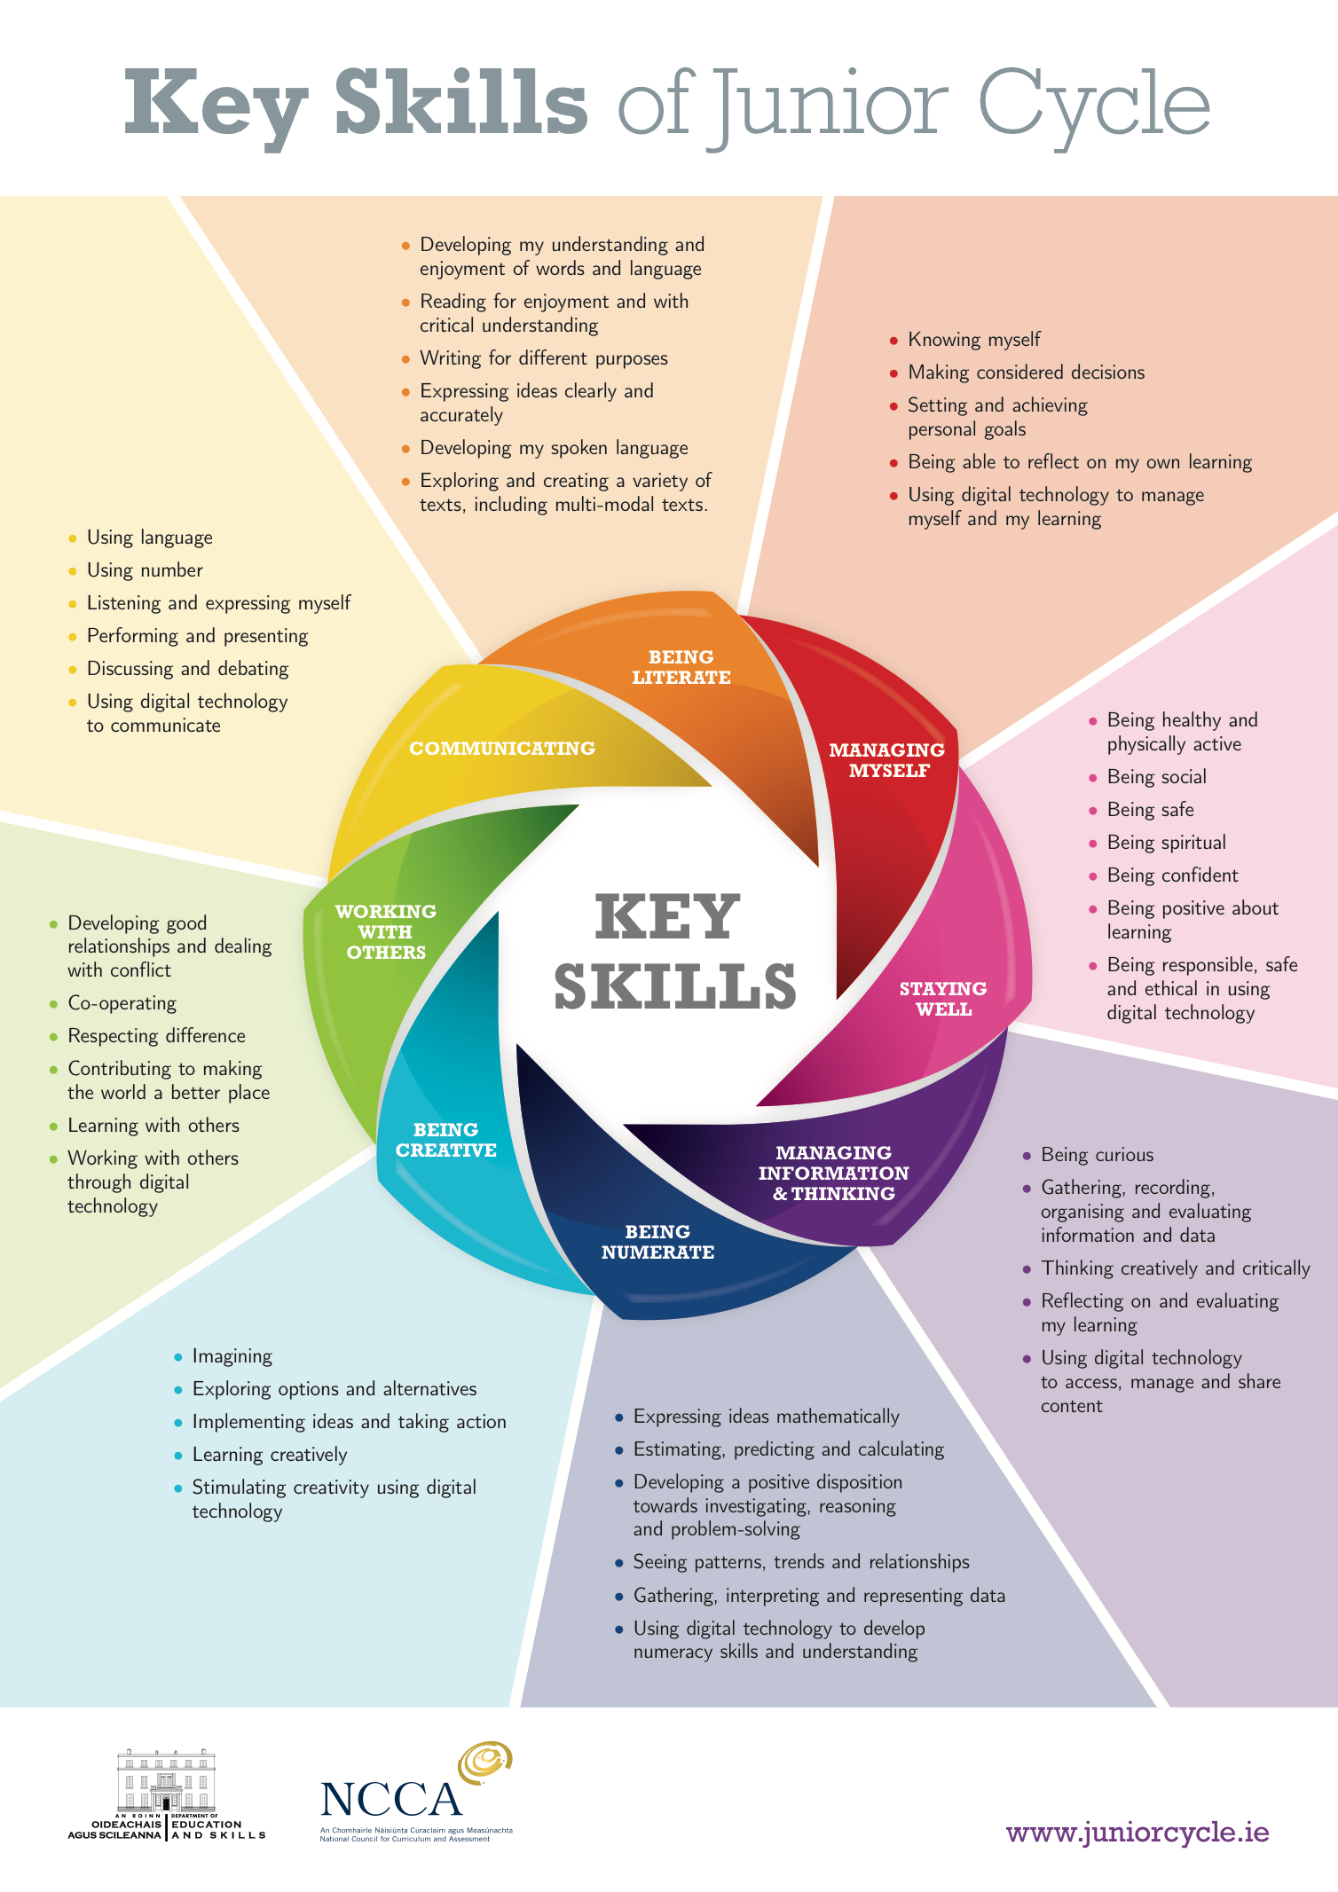 Key Skills of Junior Cycle
• Developing my understanding and
enjoyment of words and language
• Reading for enjoyment and with
critical understanding
• Writing for different purposes
• Expressing ideas clearly and
accurately
• Developing my spoken language
• Exploring and creating a variety of
texts, including multi-modal texts.
• Knowing myself
• Making considered decisions
• Setting and achieving
personal goals
• Being able to reflect on my own learning
• Using digital technology to manage
myself and my learning
• Using language
• Using number
• Listening and expressing myself
• Performing and presenting
• Discussing and debating
• Using digital technology
to communicate
• Being healthy and
physically active
• Being social
• Being safe
• Being spiritual
• Being confident
• Being positive about
learning
• Being responsible, safe
and ethical in using
digital technology
BEING
LITERATE
MANAGING
MYSELF
COMMUNICATING
WORKING
WITH
OTHERS
KEY
SKILLS
STAYING
WELL
BEING
CREATIVE
MANAGING
INFORMATION
& THINKING
BEING
NUMERATE
• Developing good
relationships and dealing
with conflict
• Co-operating
• Respecting difference
• Contributing to making
the world a better place
• Learning with others
• Working with others
through digital
technology
• Being curious
• Gathering, recording,
organising and evaluating
information and data
• Thinking creatively and critically
• Reflecting on and evaluating
my learning
• Using digital technology
to access, manage and share
content
• Imagining
• Exploring options and alternatives
• Implementing ideas and taking action
• Learning creatively
• Stimulating creativity using digital
technology
• Expressing ideas mathematically
• Estimating, predicting and calculating
• Developing a positive disposition
towards investigating, reasoning
and problem-solving
• Seeing patterns, trends and relationships
• Gathering, interpreting and representing data
• Using digital technology to develop
numeracy skills and understanding
AN ROINN
OIDEACHAIS
AGUS SCILEANNA
DEPARTMENT OF
EDUCATION
AND SKILLS
NCCA
An Chomhairle Náisiúnta Curaclaim agus Measúnachta
National Council for Curriculum and Assessment
www.juniorcycle.ie